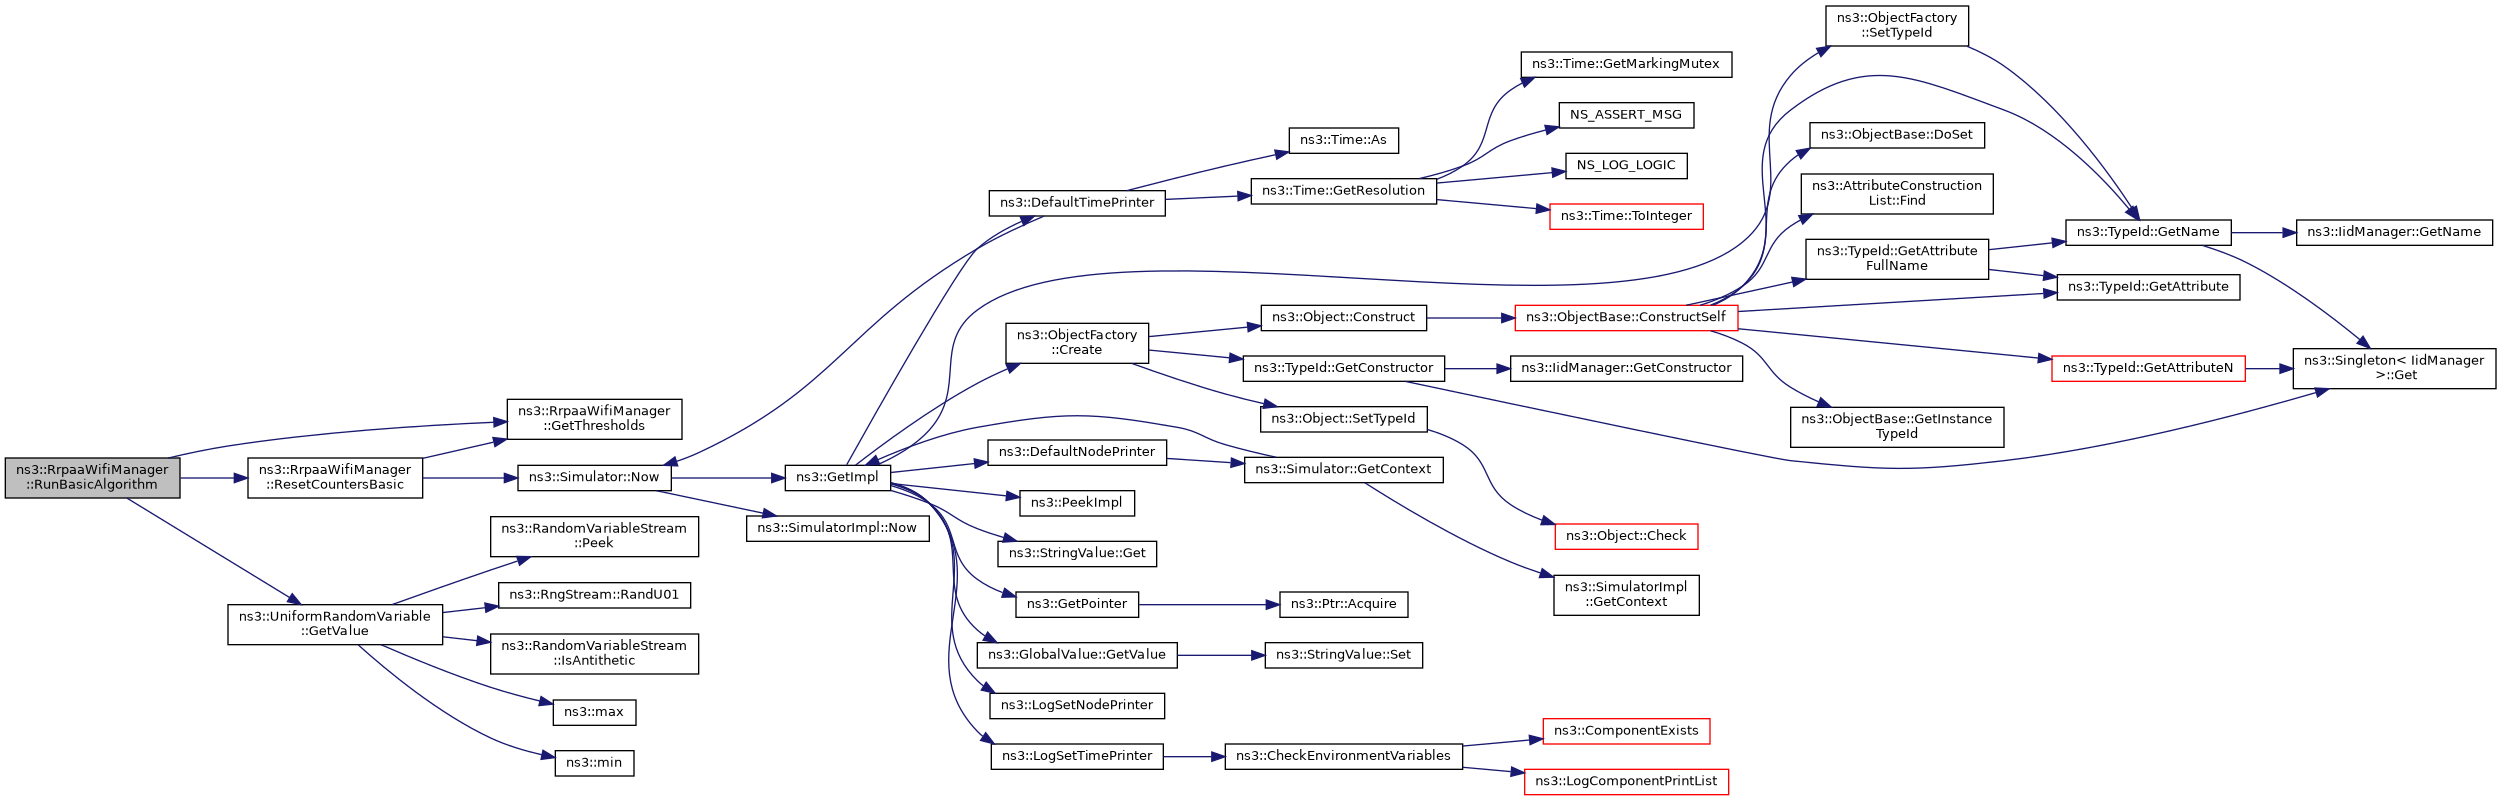 ns3::RrpaaWifiManager
::RunBasicAlgorithm
ns3::RrpaaWifiManager
::GetThresholds
ns3::RrpaaWifiManager
::ResetCountersBasic
ns3::UniformRandomVariable
::GetValue
ns3::Simulator::Now
ns3::RandomVariableStream
::Peek
ns3::RngStream::RandU01
ns3::RandomVariableStream
::IsAntithetic
ns3::max
ns3::min
ns3::GetImpl
ns3::SimulatorImpl::Now
ns3::DefaultTimePrinter
ns3::ObjectFactory
::Create
ns3::DefaultNodePrinter
ns3::PeekImpl
ns3::StringValue::Get
ns3::GetPointer
ns3::GlobalValue::GetValue
ns3::LogSetNodePrinter
ns3::LogSetTimePrinter
ns3::Time::As
ns3::Time::GetResolution
ns3::Object::Construct
ns3::TypeId::GetConstructor
ns3::Object::SetTypeId
ns3::Simulator::GetContext
ns3::Ptr::Acquire
ns3::StringValue::Set
ns3::CheckEnvironmentVariables
ns3::Time::GetMarkingMutex
NS_ASSERT_MSG
NS_LOG_LOGIC
ns3::Time::ToInteger
ns3::ObjectBase::ConstructSelf
ns3::IidManager::GetConstructor
ns3::Object::Check
ns3::SimulatorImpl
::GetContext
ns3::ComponentExists
ns3::LogComponentPrintList
ns3::ObjectFactory
::SetTypeId
ns3::ObjectBase::DoSet
ns3::AttributeConstruction
List::Find
ns3::TypeId::GetAttribute
FullName
ns3::ObjectBase::GetInstance
TypeId
ns3::TypeId::GetName
ns3::TypeId::GetAttribute
ns3::TypeId::GetAttributeN
ns3::IidManager::GetName
ns3::Singleton< IidManager
>::Get